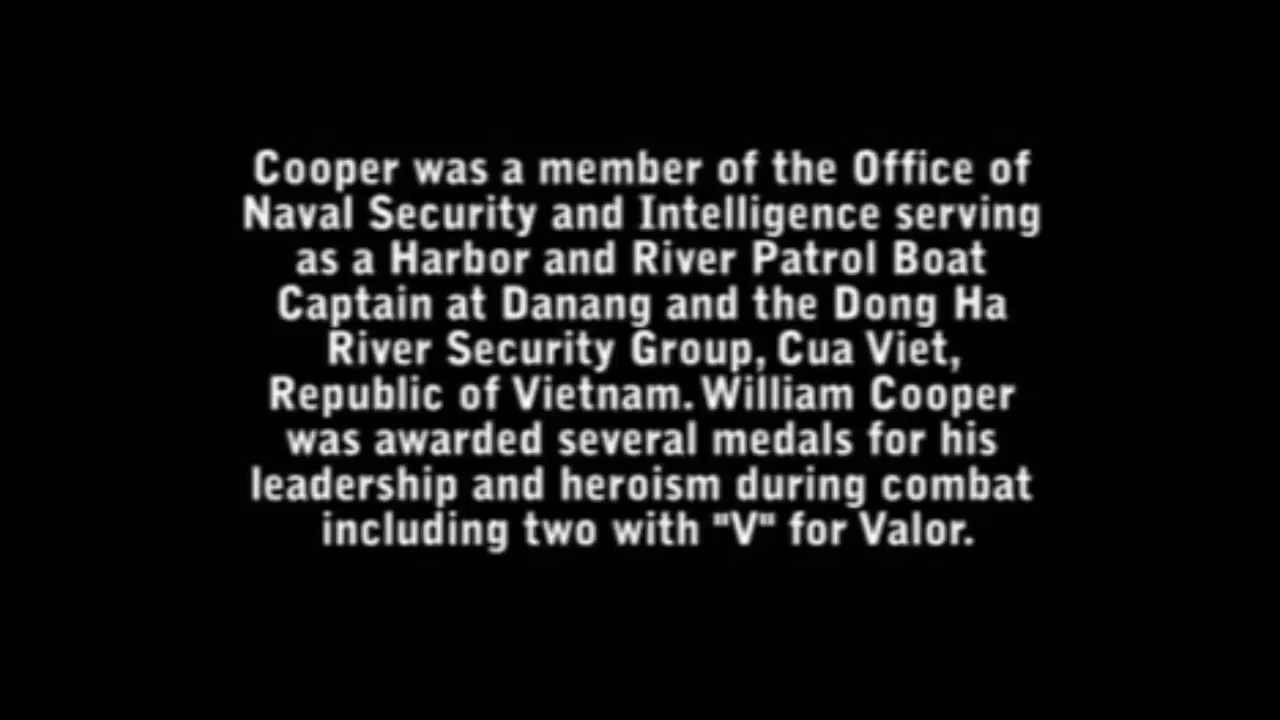 Cooper was a member of the Office of
Naval Security and Intelligence serving
as a Harbor and River Patrol Boat
Captain at Danang and the Dong Ha
River Security Group, Cua Viet,
Republic of Vietnam. William Cooper
was awarded several medals for his
leadership and heroism during combat
including two with "V" for Valor.